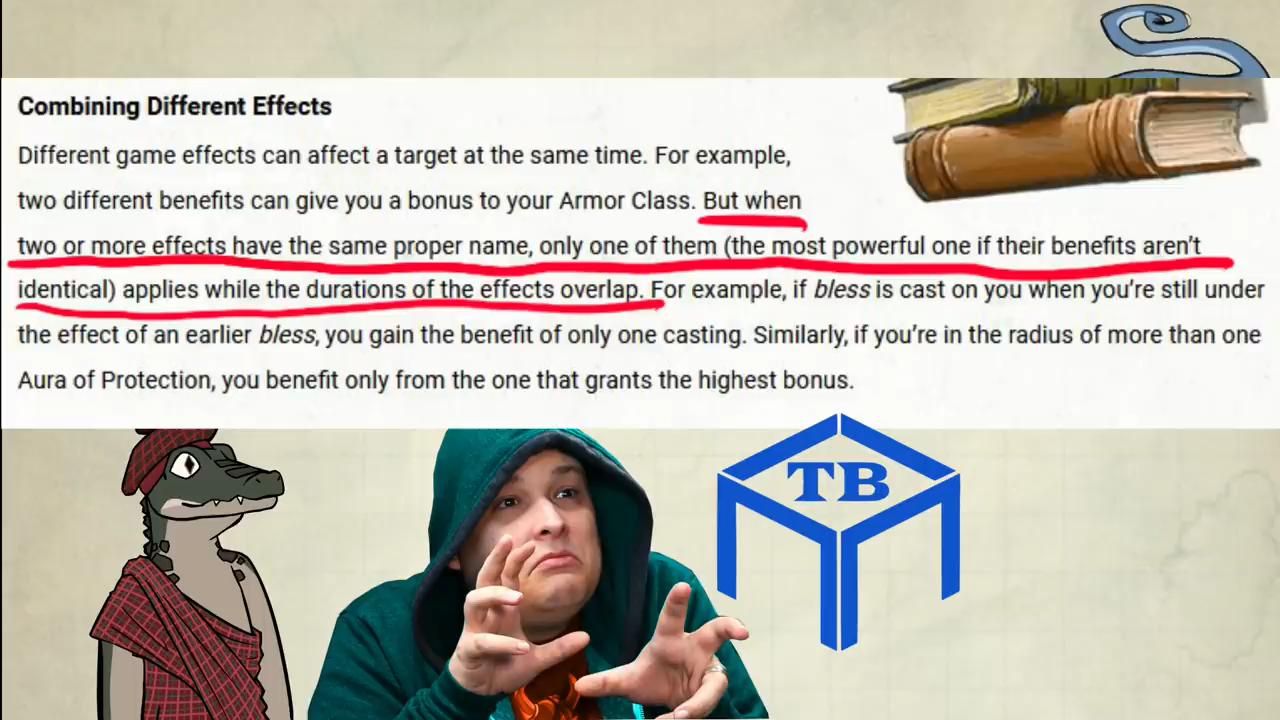 Combining Different Effects
Different game effects can affect a target at the same time. For example,
two different benefits can give you a bonus to your Armor Class. But when
two or more effects have the same proper name, only one of them (the most powerful one if their benefits aren't
identical) applies while the durations of the effects overlap. For example, if bless is cast on you when you're still under
the effect of an earlier bless, you gain the benefit of only one casting. Similarly, if you're in the radius of more than one
Aura of Protection, you benefit only from the one that grants the highest bonus.
TB